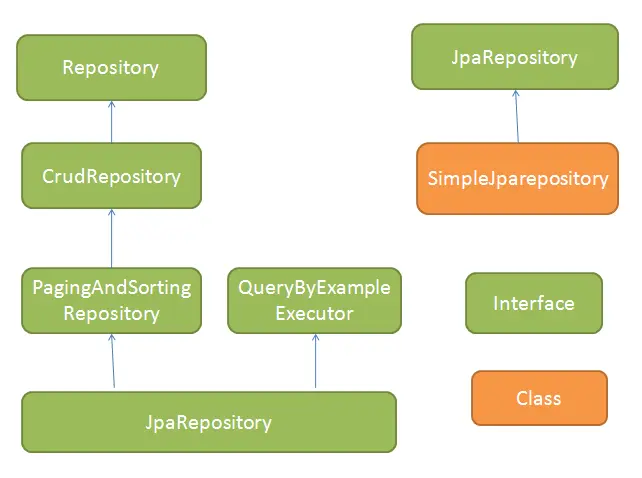 Repository
JpaRepository
CrudRepository
SimpleJparepository
PagingAndSorting
Repository
QueryByExample
Executor
Interface
JpaRepository
Class